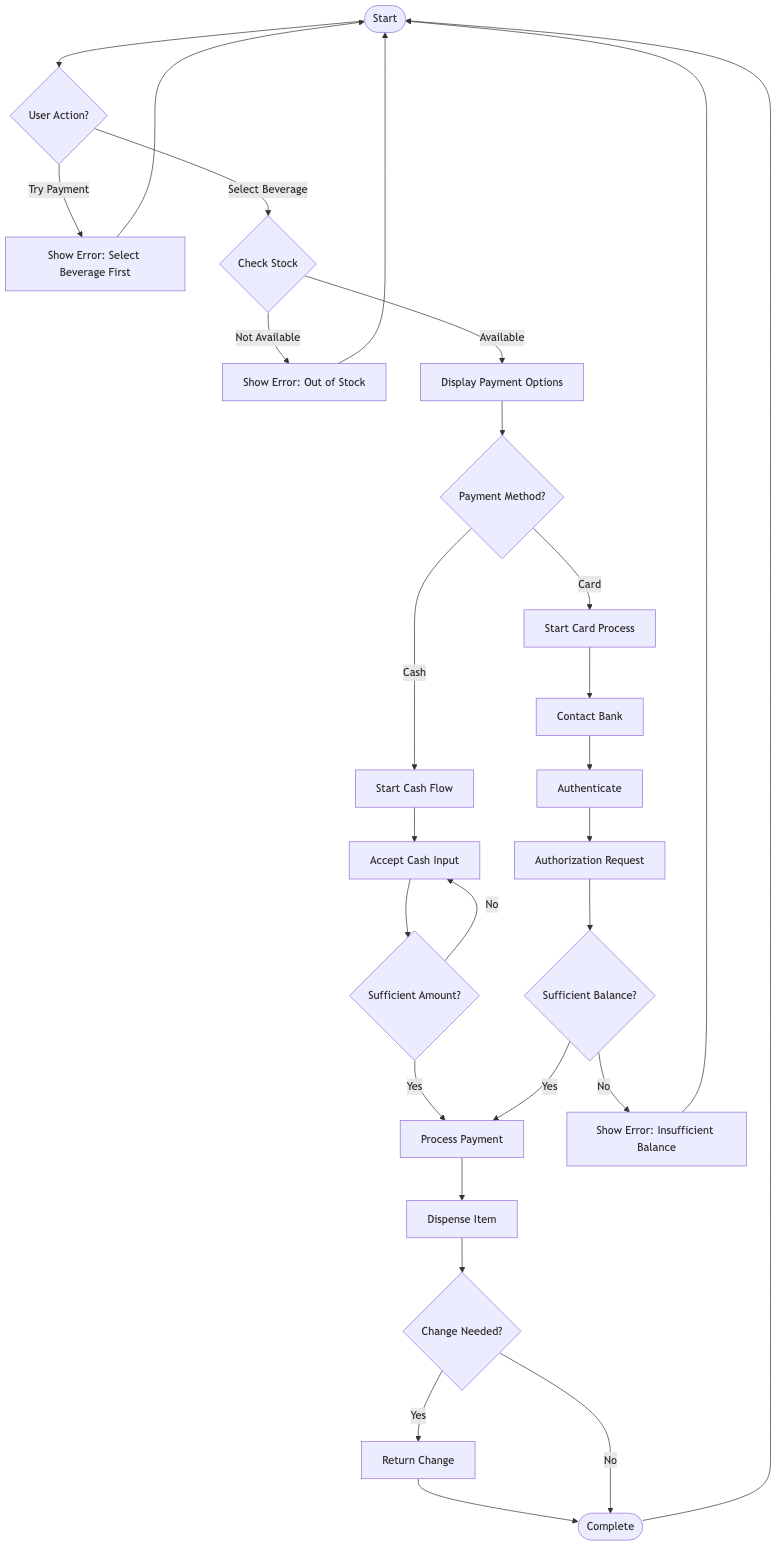 Start
User Action?
Try Payment
Select Beverage
Show Error: Select
Beverage First
Check Stock
Not Available
Available
Show Error: Out of Stock
Display Payment Options
Payment Method?
Card
Start Card Process
Cash
Contact Bank
Start Cash Flow
Authenticate
Accept Cash Input
Authorization Request
No
Sufficient Amount?
Sufficient Balance?
Yes
Yes
No
Process Payment
Show Error: Insufficient
Balance
Dispense Item
Change Needed?
Yes
Return Change
No
Complete